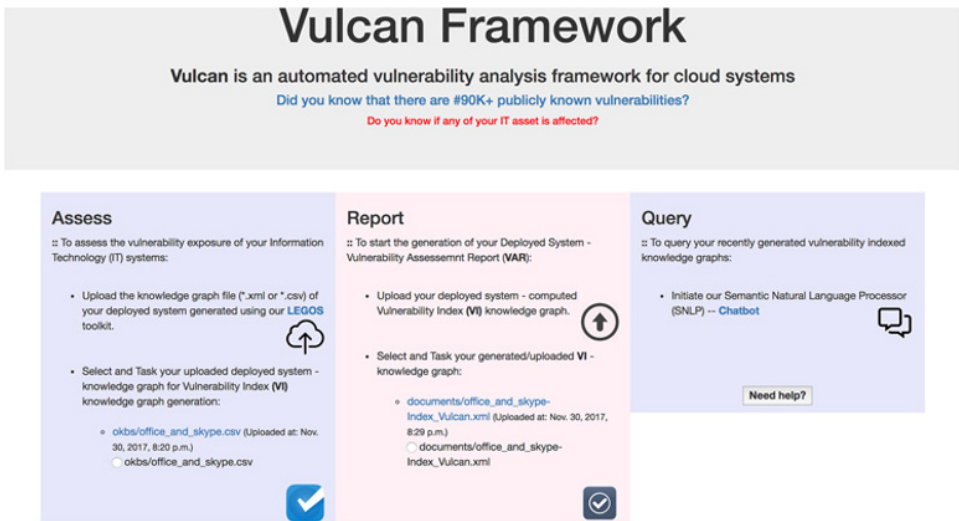 Vulcan Framework
Vulcan is an automated vulnerability analysis framework for cloud systems
Did you know that there are #90K+ publicly known vulnerabilities?
Do you know if any of your IT asset is affected?
Assess
:: To assess the vulnerability exposure of your Information
Technology (IT) systems:
• Upload the knowledge graph file (*.xml or *.csv) of
your deployed system generated using our LEGOS
toolkit.
• Select and Task your uploaded deployed system -
knowledge graph for Vulnerability Index (VI)
knowledge graph generation:
okbs/office_and_skype.csv (Uploaded at: Nov.
30, 2017, 8:20 p.m.)
okbs/office_and_skype.csv
Report
:: To start the generation of your Deployed System -
Vulnerability Assessemnt Report (VAR):
• Upload your deployed system - computed
Vulnerability Index (VI) knowledge graph.
• Select and Task your generated/uploaded VI -
knowledge graph:
documents/office_and_skype-
Index_Vulcan.xml (Uploaded at: Nov. 30, 2017,
8:29 p.m.)
documents/office_and_skype-
Index_Vulcan.xml
Query
:: To query your recently generated vulnerability indexed
knowledge graphs:
• Initiate our Semantic Natural Language Processor
(SNLP) -- Chatbot
Need help?